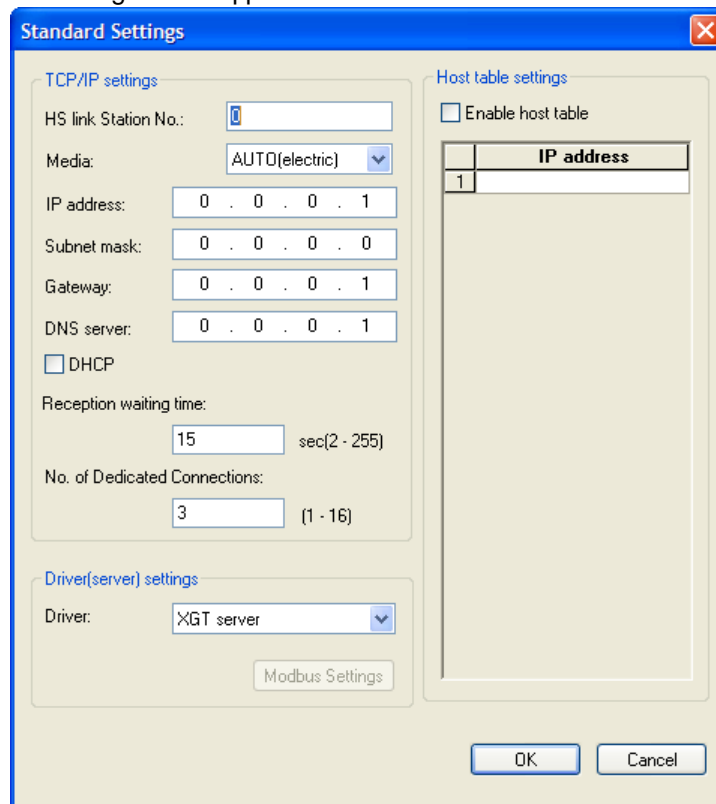 Standard Settings
TCP/IP settings
HS link Station No.: 0
Media: AUTO(electric)
IP address: 0 . 0 . 0 . 1
Subnet mask: 0 . 0 . 0 . 0
Gateway: 0 . 0 . 0 . 1
DNS server: 0 . 0 . 0 . 1
DHCP
Reception waiting time:
15 sec(2 - 255)
No. of Dedicated Connections:
3 (1 - 16)
Driver(server) settings
Driver: XGT server
Modbus Settings
Host table settings
Enable host table
IP address
1
OK Cancel